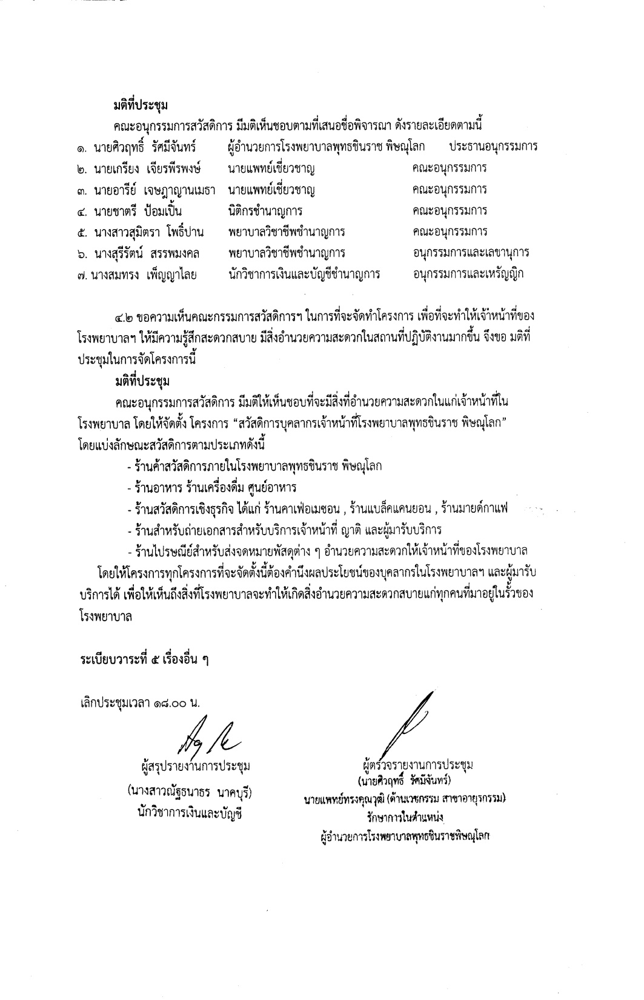 มติที่ประชุม
คณะอนุกรรมการสวัสดิการ มีมติเห็นชอบตามที่เสนอชื่อพิจารณา ดังรายละเอียดตามนี้
๑. นายศิวฤทธิ์ รัศมีจันทร์ ผู้อำนวยการโรงพยาบาลพุทธชินราช พิษณุโลก ประธานอนุกรรมการ
๒. นายเกรียง เจียรพีรพงษ์ นายแพทย์เชี่ยวชาญ คณะอนุกรรมการ
๓. นายอารีย์ เจษฎาญานเมธา นายแพทย์เชี่ยวชาญ คณะอนุกรรมการ
๔. นายชาตรี ป้อมเปิ้น นิติกรชำนาญการ คณะอนุกรรมการ
๕. นางสาวสุมิตรา โพธิ์ปาน พยาบาลวิชาชีพชำนาญการ คณะอนุกรรมการ
๖. นางสุรีรัตน์ สรรพมงคล พยาบาลวิชาชีพชำนาญการ อนุกรรมการและเลขานุการ
๗. นางสมทรง เพ็ญญาไลย นักวิชาการเงินและบัญชีชำนาญการ อนุกรรมการและเหรัญญิก
๔.๒ ขอความเห็นคณะกรรมการสวัสดิการฯ ในการที่จะจัดทำโครงการ เพื่อที่จะทำให้เจ้าหน้าที่ของ
โรงพยาบาลฯ ให้มีความรู้สึกสะดวกสบาย มีสิ่งอำนวยความสะดวกในสถานที่ปฏิบัติงานมากขึ้น จึงขอ มติที่
ประชุมในการจัดโครงการนี้
มติที่ประชุม
คณะอนุกรรมการสวัสดิการ มีมติให้เห็นชอบที่จะมีสิ่งที่อำนวยความสะดวกในแก่เจ้าหน้าที่ใน
โรงพยาบาล โดยให้จัดตั้ง โครงการ “สวัสดิการบุคลากรเจ้าหน้าที่โรงพยาบาลพุทธชินราช พิษณุโลก”
โดยแบ่งลักษณะสวัสดิการตามประเภทดังนี้
- ร้านค้าสวัสดิการภายในโรงพยาบาลพุทธชินราช พิษณุโลก
- ร้านอาหาร ร้านเครื่องดื่ม ศูนย์อาหาร
- ร้านสวัสดิการเชิงธุรกิจ ได้แก่ ร้านคาเฟ่อเมซอน , ร้านแบล็คแคนยอน , ร้านมายด์กาแฟ
- ร้านสำหรับถ่ายเอกสารสำหรับบริการเจ้าหน้าที่ ญาติ และผู้มารับบริการ
- ร้านไปรษณีย์สำหรับส่งจดหมายพัสดุต่าง ๆ อำนวยความสะดวกให้เจ้าหน้าที่ของโรงพยาบาล
โดยให้โครงการทุกโครงการที่จะจัดตั้งนี้ต้องคำนึงผลประโยชน์ของบุคลากรในโรงพยาบาลฯ และผู้มารับ
บริการได้ เพื่อให้เห็นถึงสิ่งที่โรงพยาบาลจะทำให้เกิดสิ่งอำนวยความสะดวกสบายแก่ทุกคนที่มาอยู่ในรั้วของ
โรงพยาบาล
ระเบียบวาระที่ ๕ เรื่องอื่น ๆ
เลิกประชุมเวลา ๑๘.๐๐ น.
ผู้สรุปรายงานการประชุม
(นางสาวณัฐธนาธร นาคบุรี)
นักวิชาการเงินและบัญชี
ผู้ตรวจรายงานการประชุม
(นายศิวฤทธิ์ รัศมีจันทร์)
นายแพทย์ทรงคุณวุฒิ (ด้านเวชกรรม สาขาอายุรกรรม)
รักษาการในตำแหน่ง
ผู้อำนวยการโรงพยาบาลพุทธชินราชพิษณุโลก